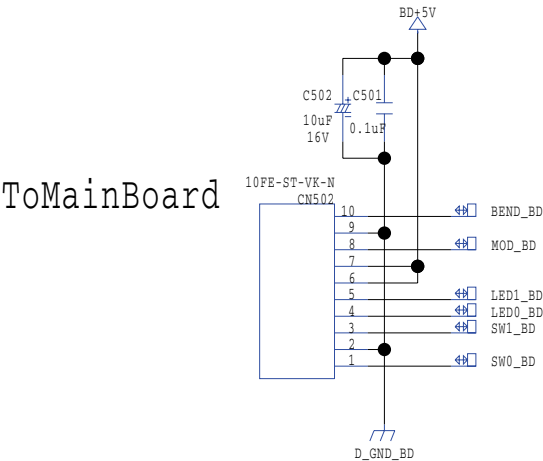 BD+5V
C502
C501
10uF
16V
0.1uF
ToMainBoard
10FE-ST-VK-N
CN502
10
BEND_BD
9
8
MOD_BD
7
6
5
LED1_BD
4
LED0_BD
3
SW1_BD
2
1
SW0_BD
D_GND_BD